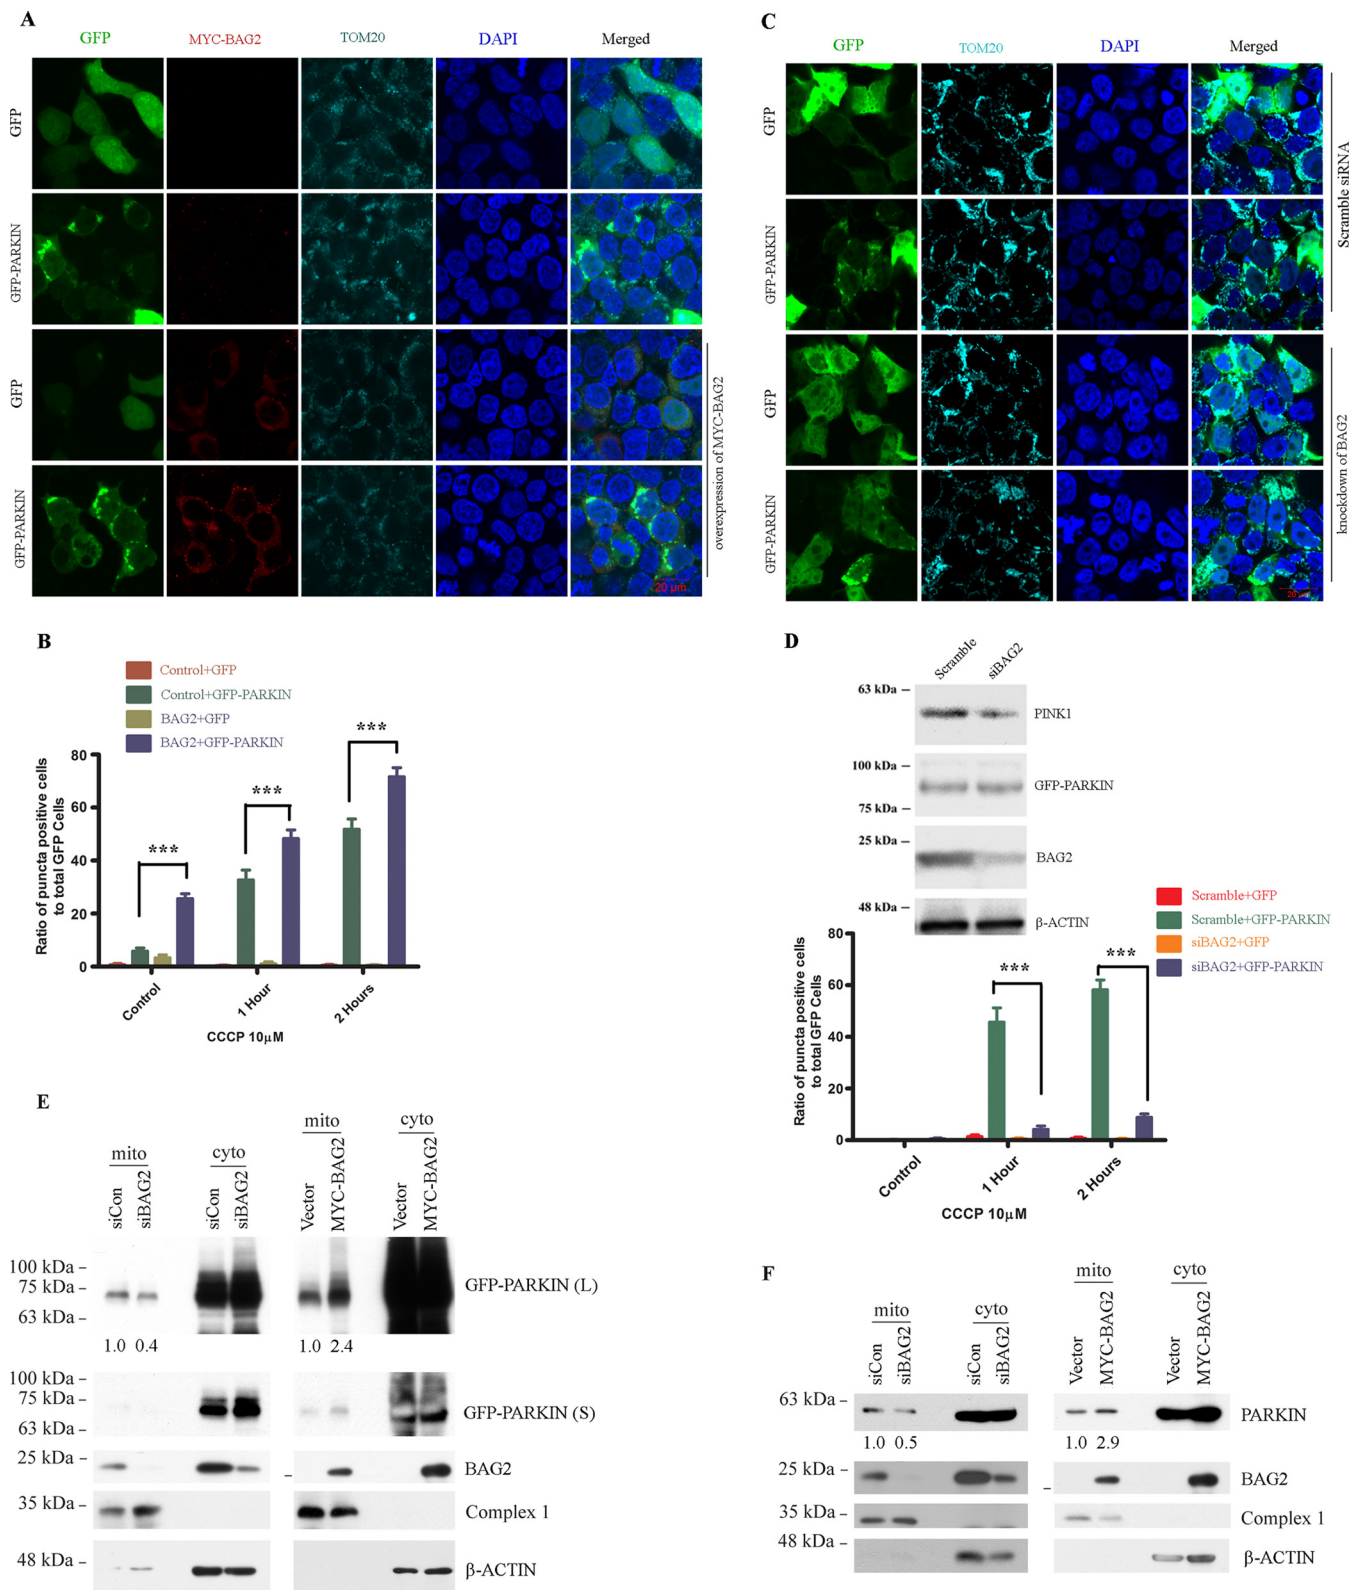 A
GFP MYC-BAG2 TOM20 DAPI Merged
GFP
GFP-PARKIN
GFP
GFP-PARKIN
overexpression of MYC-BAG2
20 µm
C
GFP TOM20 DAPI Merged
GFP
GFP-PARKIN
Scramble siRNA
GFP
GFP-PARKIN
knockdown of BAG2
20 µm
B
Control+GFP
Control+GFP-PARKIN
BAG2+GFP
BAG2+GFP-PARKIN
Ratio of puncta positive cells
to total GFP Cells
80
60
40
20
0
***
***
***
Control 1 Hour 2 Hours
CCCP 10µM
D
Scramble siBAG2
63 kDa –
PINK1
100 kDa –
GFP-PARKIN
75 kDa –
25 kDa –
BAG2
48 kDa –
β-ACTIN
Scramble+GFP
Scramble+GFP-PARKIN
siBAG2+GFP
siBAG2+GFP-PARKIN
Ratio of puncta positive cells
to total GFP Cells
80
60
40
20
0
***
***
Control 1 Hour 2 Hours
CCCP 10µM
E
mito cyto mito cyto
siCon siBAG2 siCon siBAG2 Vector MYC-BAG2 Vector MYC-BAG2
100 kDa –
75 kDa –
GFP-PARKIN (L)
63 kDa –
1.0 0.4 1.0 2.4
100 kDa –
75 kDa –
GFP-PARKIN (S)
63 kDa –
25 kDa –
BAG2
35 kDa –
Complex 1
48 kDa –
β-ACTIN
F
mito cyto mito cyto
siCon siBAG2 siCon siBAG2 Vector MYC-BAG2 Vector MYC-BAG2
63 kDa –
PARKIN
1.0 0.5 1.0 2.9
25 kDa –
BAG2
35 kDa –
Complex 1
48 kDa –
β-ACTIN